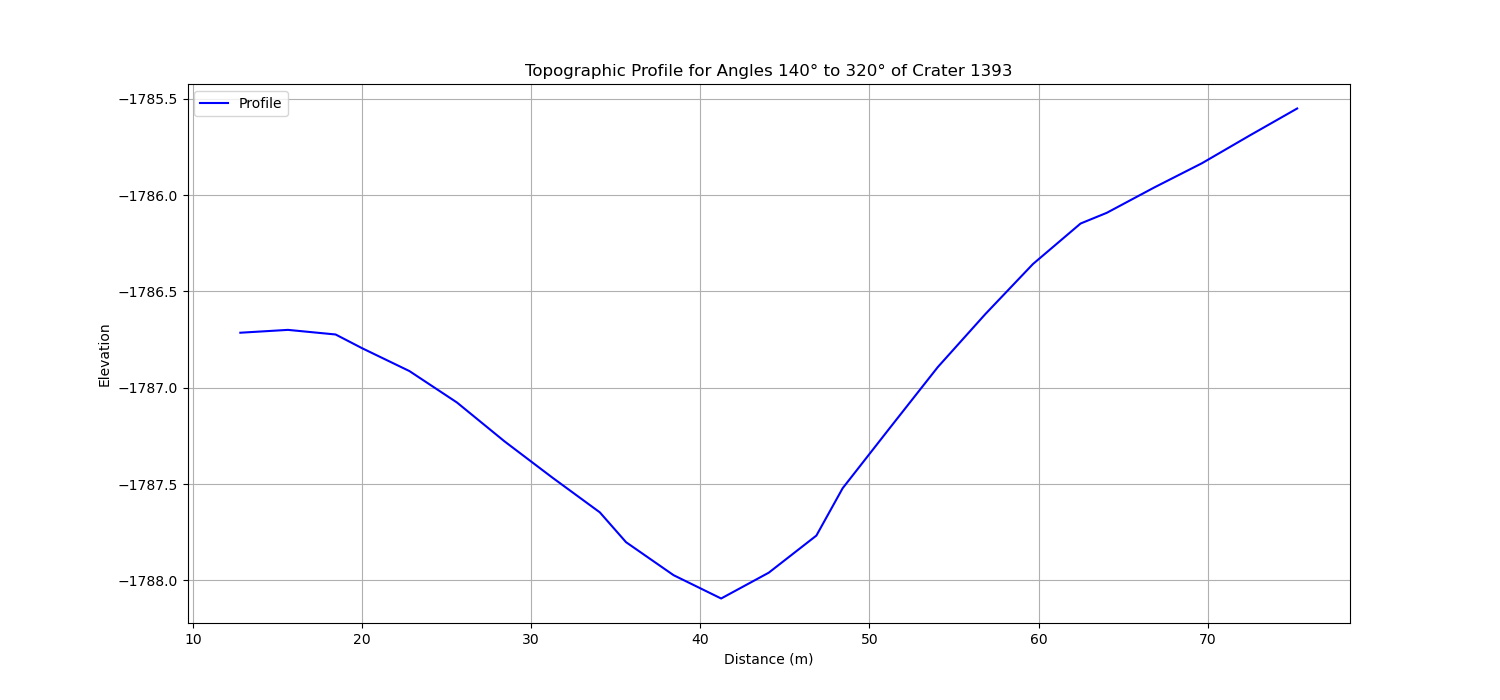 Topographic Profile for Angles 140° to 320° of Crater 1393
Profile
−1785.5
−1786.0
−1786.5
−1787.0
−1787.5
−1788.0
Elevation
10 20 30 40 50 60 70
Distance (m)